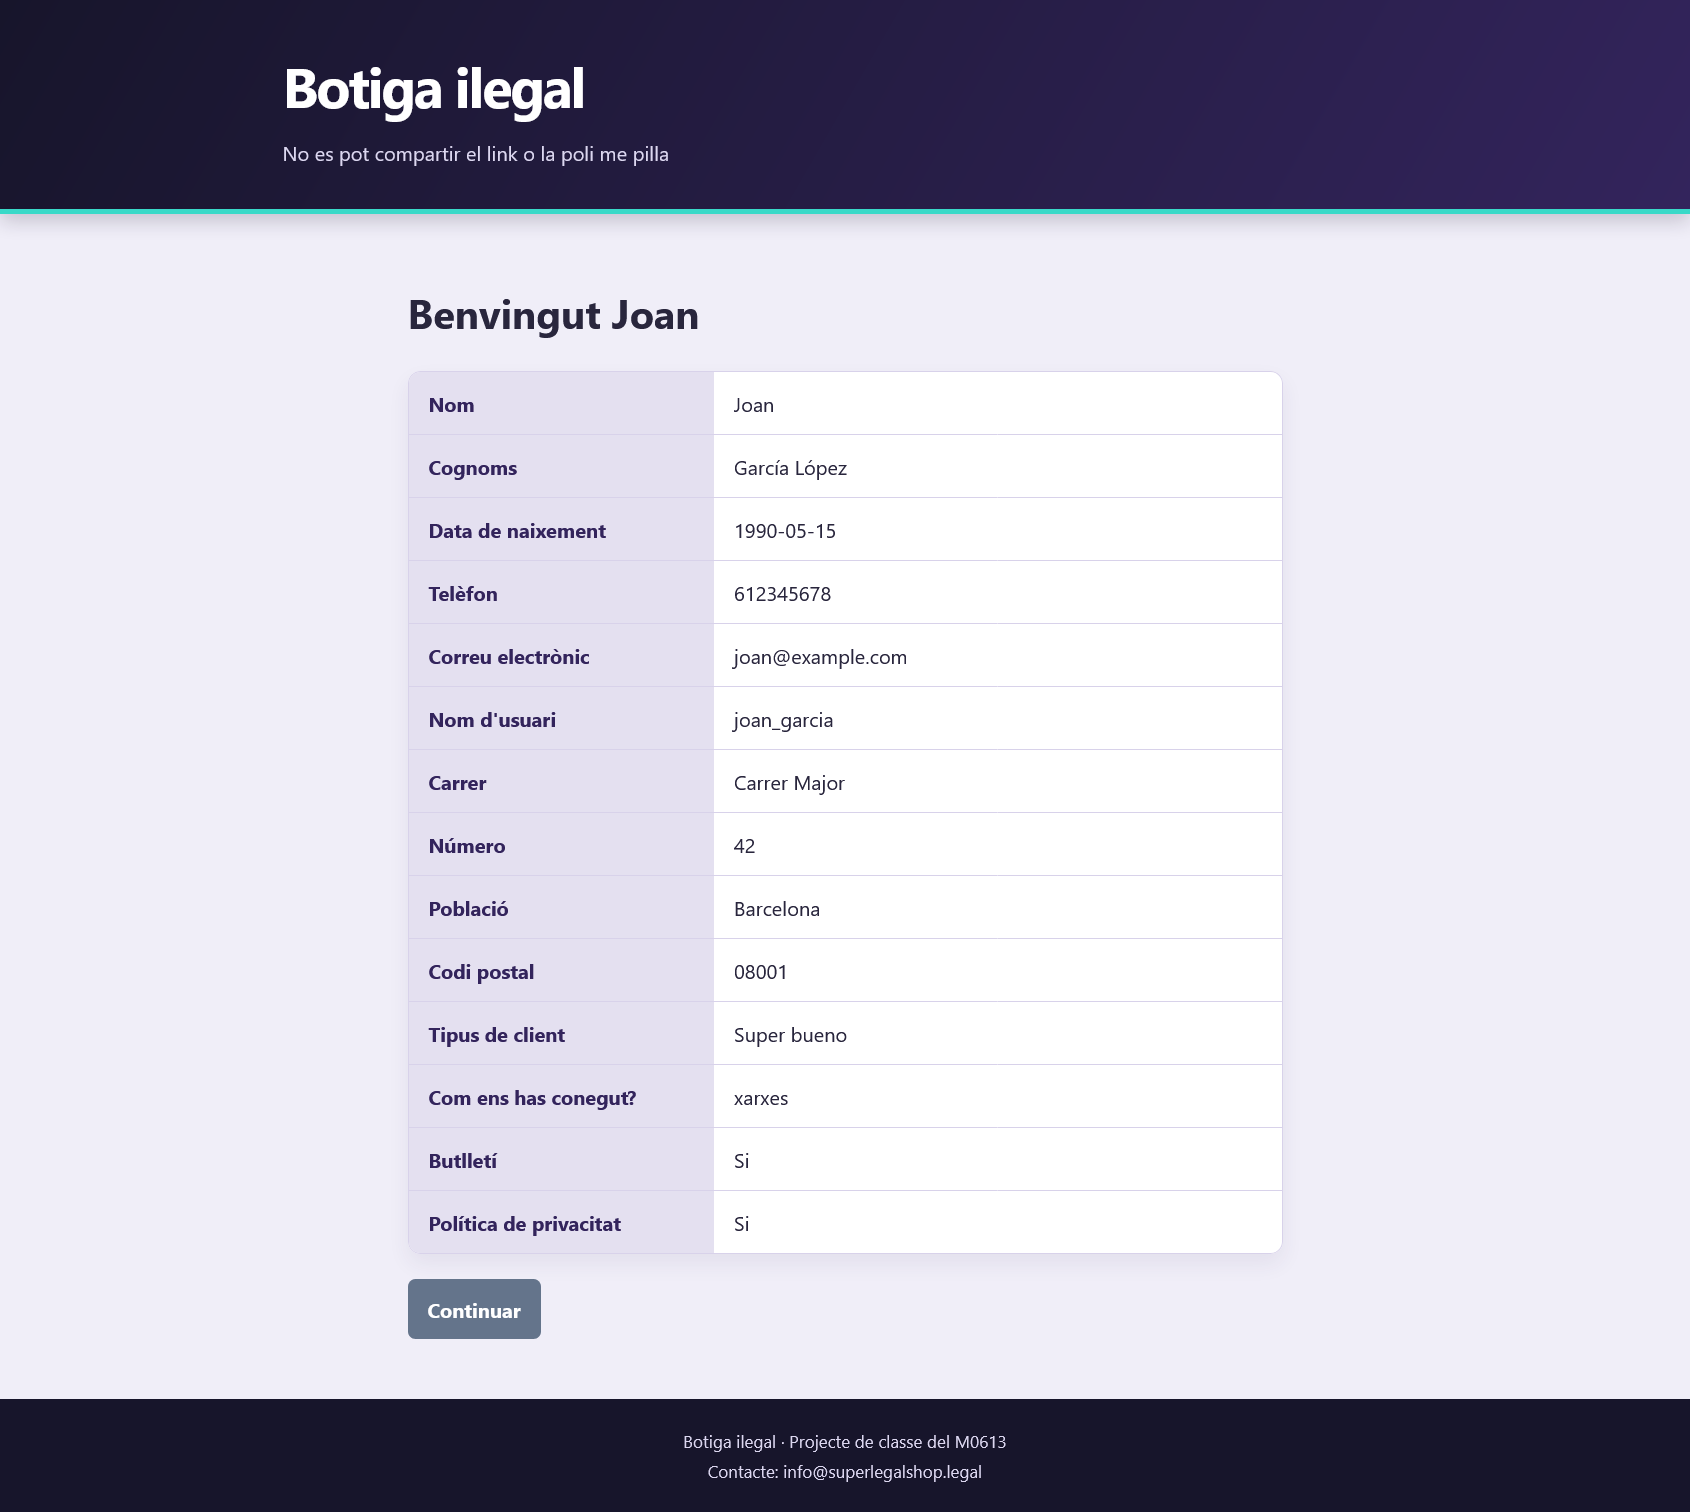 Botiga ilegal
No es pot compartir el link o la poli me pilla
Benvingut Joan
Nom Joan
Cognoms García López
Data de naixement 1990-05-15
Telèfon 612345678
Correu electrònic joan@example.com
Nom d'usuari joan_garcia
Carrer Carrer Major
Número 42
Població Barcelona
Codi postal 08001
Tipus de client Super bueno
Com ens has conegut? xarxes
Butlletí Si
Política de privacitat Si
Continuar
Botiga ilegal · Projecte de classe del M0613
Contacte: info@superlegalshop.legal